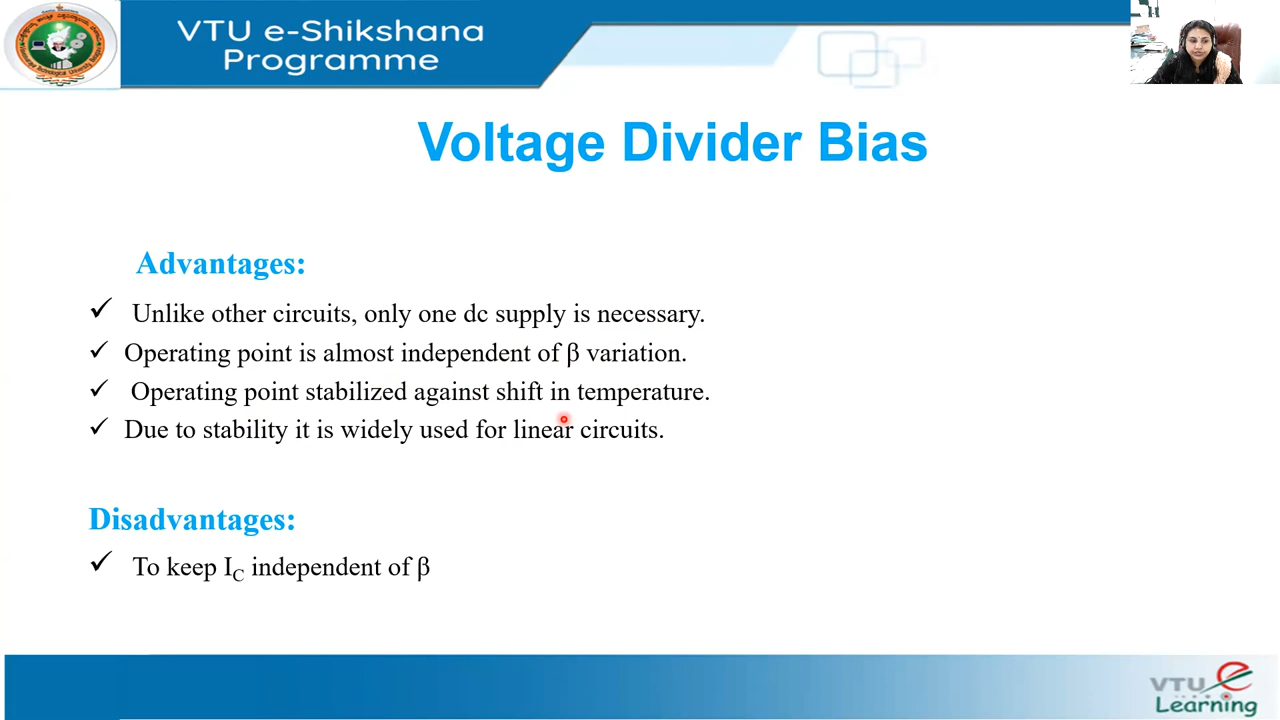 VTU e-Shikshana
Programme
Voltage Divider Bias
Advantages:
✓ Unlike other circuits, only one dc supply is necessary.
✓ Operating point is almost independent of β variation.
✓ Operating point stabilized against shift in temperature.
✓ Due to stability it is widely used for linear circuits.
Disadvantages:
✓ To keep I_C independent of β
VTU e
Learning